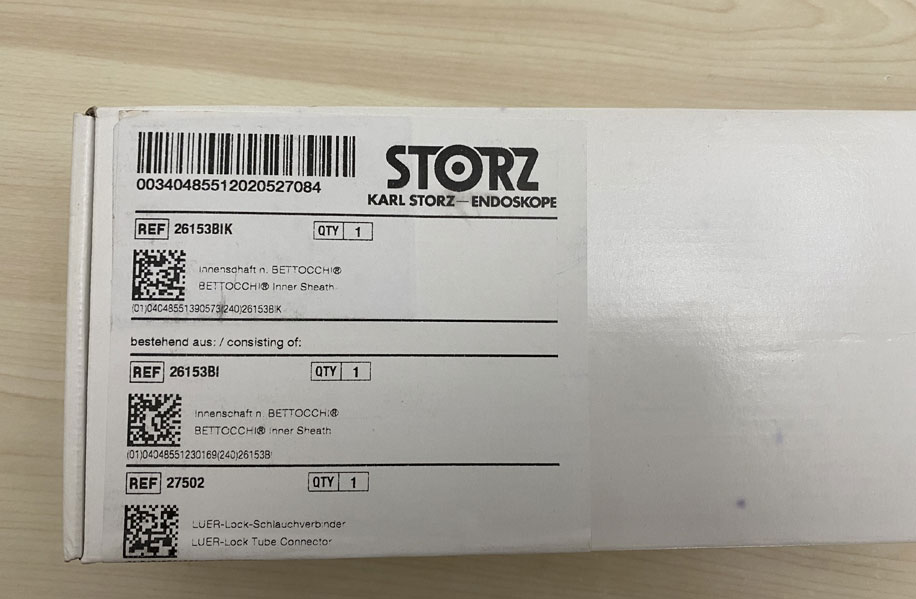 00340485512020527084
STORZ
KARL STORZ—ENDOSKOPE
REF 26153BIK QTY 1
Innenschaft n. BETTOCCHI®
BETTOCCHI® Inner Sheath
(01)04048551390573(240)26153BIK
bestehend aus: / consisting of:
REF 26153BI QTY 1
Innenschaft n. BETTOCCHI®
BETTOCCHI® Inner Sheath
(01)04048551230169(240)26153BI
REF 27502 QTY 1
LUER-Lock-Schlauchverbinder
LUER-Lock Tube Connector